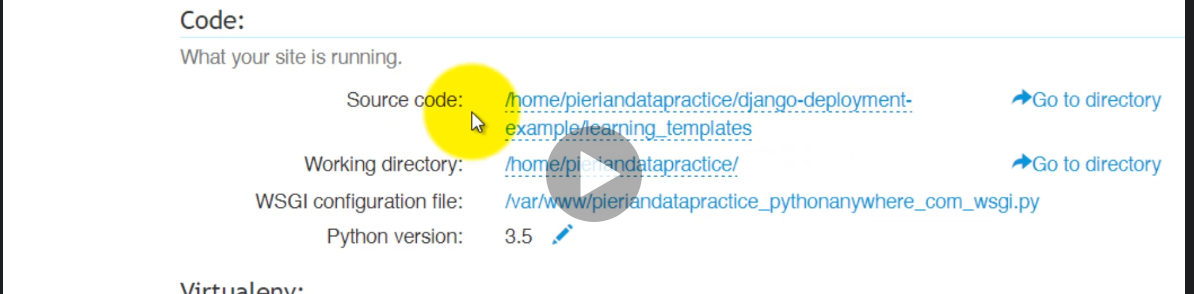 Code:
What your site is running.
Source code: /home/pieriandatapractice/django-deployment- Go to directory
example/learning_templates
Working directory: /home/pieriandatapractice/ Go to directory
WSGI configuration file: /var/www/pieriandatapractice_pythonanywhere_com_wsgi.py
Python version: 3.5
Virtualenv: